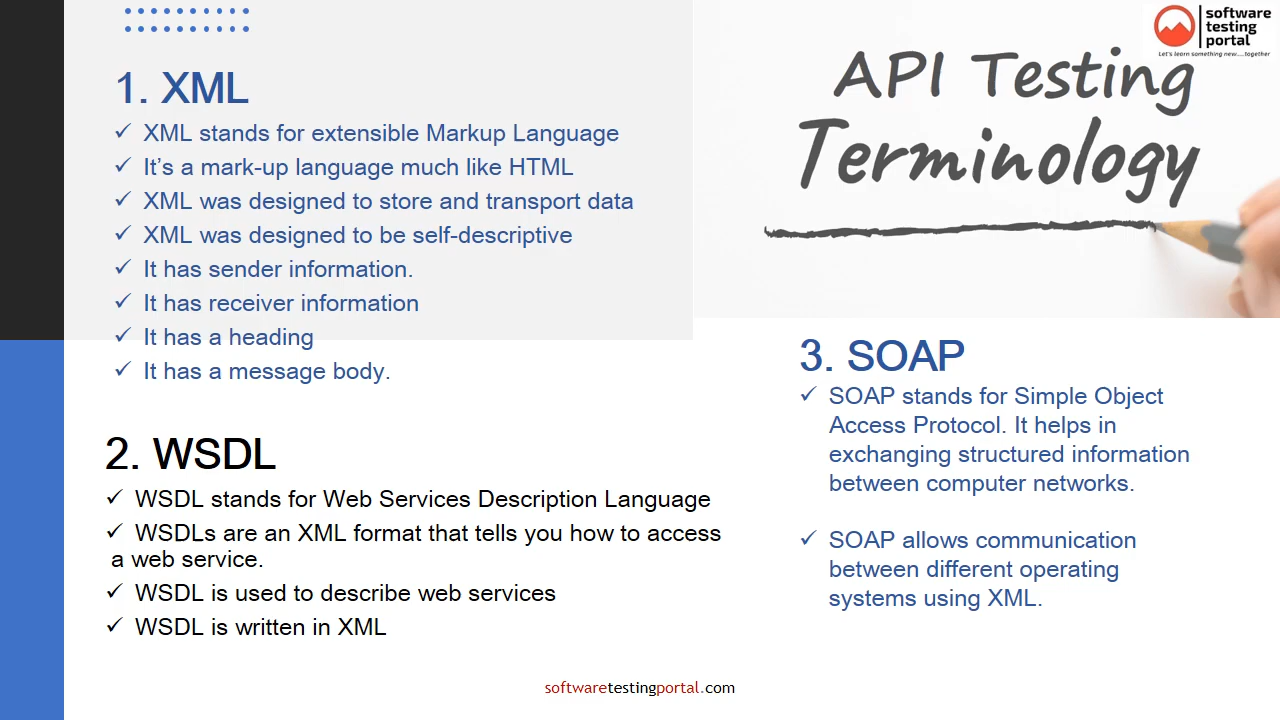 software
testing
portal
Let's learn something new....together
API Testing
Terminology
1. XML
✓ XML stands for extensible Markup Language
✓ It’s a mark-up language much like HTML
✓ XML was designed to store and transport data
✓ XML was designed to be self-descriptive
✓ It has sender information.
✓ It has receiver information
✓ It has a heading
✓ It has a message body.
2. WSDL
✓ WSDL stands for Web Services Description Language
✓ WSDLs are an XML format that tells you how to access
a web service.
✓ WSDL is used to describe web services
✓ WSDL is written in XML
3. SOAP
✓ SOAP stands for Simple Object
Access Protocol. It helps in
exchanging structured information
between computer networks.
✓ SOAP allows communication
between different operating
systems using XML.
softwaretestingportal.com